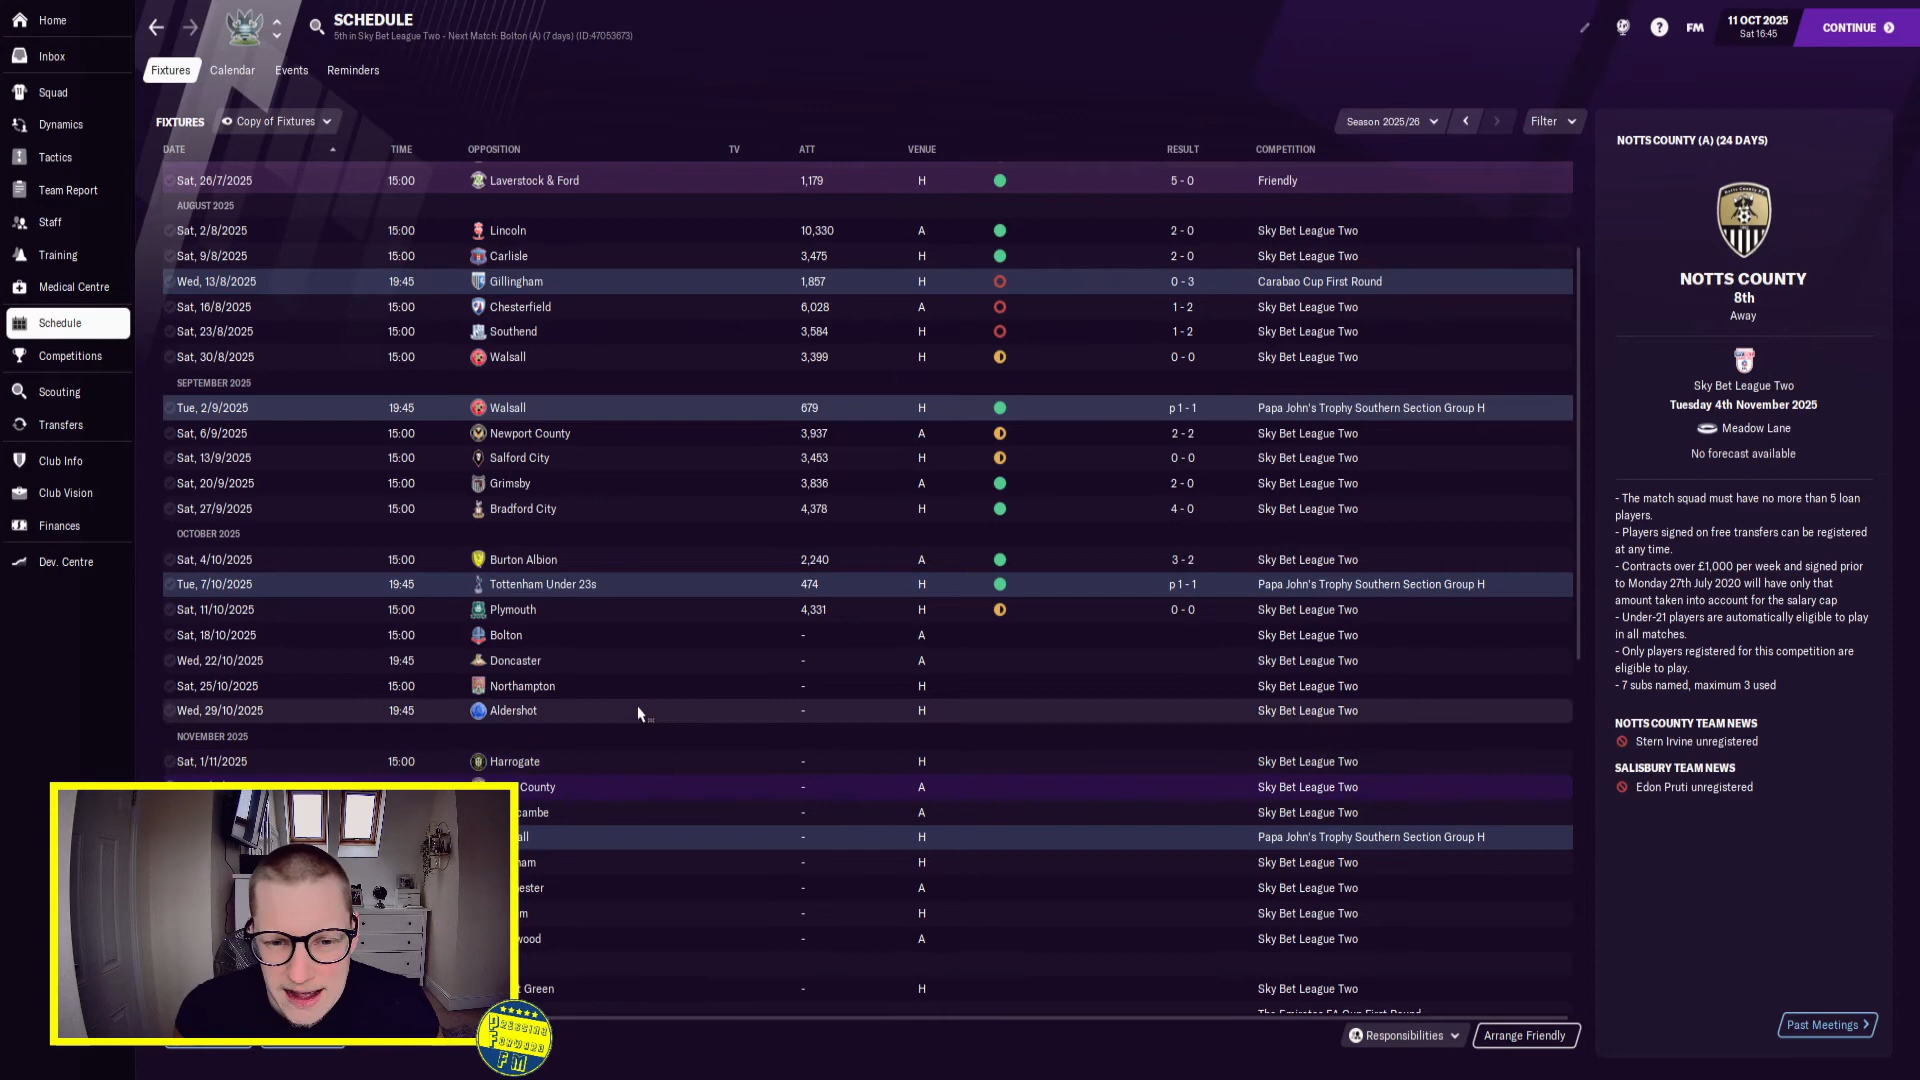 Home
Inbox
Squad
Dynamics
Tactics
Team Report
Staff
Training
Medical Centre
Schedule
Competitions
Scouting
Transfers
Club Info
Club Vision
Finances
Dev. Centre
SCHEDULE
5th in Sky Bet League Two - Next Match: Bolton (A) (7 days) (ID:47053673)
FM
11 OCT 2025
Sat 16:45
CONTINUE
Fixtures Calendar Events Reminders
FIXTURES Copy of Fixtures Season 2025/26 Filter
DATE TIME OPPOSITION TV ATT VENUE RESULT COMPETITION
Sat, 26/7/2025 15:00 Laverstock & Ford 1,179 H 5 - 0 Friendly
AUGUST 2025
Sat, 2/8/2025 15:00 Lincoln 10,330 A 2 - 0 Sky Bet League Two
Sat, 9/8/2025 15:00 Carlisle 3,475 H 2 - 0 Sky Bet League Two
Wed, 13/8/2025 19:45 Gillingham 1,857 H 0 - 3 Carabao Cup First Round
Sat, 16/8/2025 15:00 Chesterfield 6,028 A 1 - 2 Sky Bet League Two
Sat, 23/8/2025 15:00 Southend 3,584 H 1 - 2 Sky Bet League Two
Sat, 30/8/2025 15:00 Walsall 3,399 H 0 - 0 Sky Bet League Two
SEPTEMBER 2025
Tue, 2/9/2025 19:45 Walsall 679 H p 1 - 1 Papa John's Trophy Southern Section Group H
Sat, 6/9/2025 15:00 Newport County 3,937 A 2 - 2 Sky Bet League Two
Sat, 13/9/2025 15:00 Salford City 3,453 H 0 - 0 Sky Bet League Two
Sat, 20/9/2025 15:00 Grimsby 3,836 A 2 - 0 Sky Bet League Two
Sat, 27/9/2025 15:00 Bradford City 4,378 H 4 - 0 Sky Bet League Two
OCTOBER 2025
Sat, 4/10/2025 15:00 Burton Albion 2,240 A 3 - 2 Sky Bet League Two
Tue, 7/10/2025 19:45 Tottenham Under 23s 474 H p 1 - 1 Papa John's Trophy Southern Section Group H
Sat, 11/10/2025 15:00 Plymouth 4,331 H 0 - 0 Sky Bet League Two
Sat, 18/10/2025 15:00 Bolton - A Sky Bet League Two
Wed, 22/10/2025 19:45 Doncaster - A Sky Bet League Two
Sat, 25/10/2025 15:00 Northampton - H Sky Bet League Two
Wed, 29/10/2025 19:45 Aldershot - H Sky Bet League Two
NOVEMBER 2025
Sat, 1/11/2025 15:00 Harrogate - H Sky Bet League Two
County - A Sky Bet League Two
cambe - A Sky Bet League Two
all - H Papa John's Trophy Southern Section Group H
ham - H Sky Bet League Two
ester - A Sky Bet League Two
m - H Sky Bet League Two
wood - A Sky Bet League Two
t Green - H Sky Bet League Two
The Emirates FA Cup First Round
Responsibilities
Arrange Friendly
NOTTS COUNTY (A) (24 DAYS)
NOTTS COUNTY
8th
Away
Sky Bet League Two
Tuesday 4th November 2025
Meadow Lane
No forecast available
- The match squad must have no more than 5 loan
players.
- Players signed on free transfers can be registered
at any time.
- Contracts over £1,000 per week and signed prior
to Monday 27th July 2020 will have only that
amount taken into account for the salary cap
- Under-21 players are automatically eligible to play
in all matches.
- Only players registered for this competition are
eligible to play.
- 7 subs named, maximum 3 used
NOTTS COUNTY TEAM NEWS
Stern Irvine unregistered
SALISBURY TEAM NEWS
Edon Pruti unregistered
Past Meetings
PRESSING
FORWARD
FM